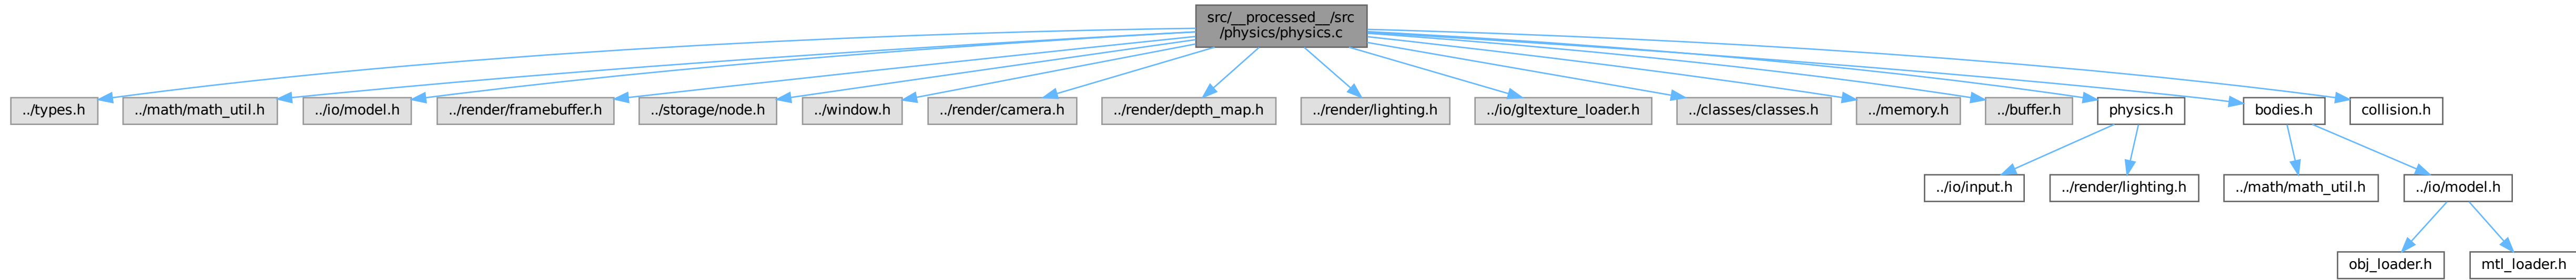 src/__processed__/src
/physics/physics.c
../types.h
../math/math_util.h
../io/model.h
../render/framebuffer.h
../storage/node.h
../window.h
../render/camera.h
../render/depth_map.h
../render/lighting.h
../io/gltexture_loader.h
../classes/classes.h
../memory.h
../buffer.h
physics.h
bodies.h
collision.h
../io/input.h
../render/lighting.h
../math/math_util.h
../io/model.h
obj_loader.h
mtl_loader.h